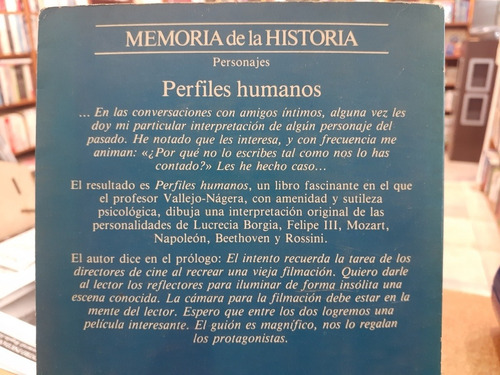 MEMORIA de la HISTORIA
Personajes
Perfiles humanos
... En las conversaciones con amigos íntimos, alguna vez les
doy mi particular interpretación de algún personaje del
pasado. He notado que les interesa, y con frecuencia me
animan: «¿Por qué no lo escribes tal como nos lo has
contado?» Les he hecho caso...
El resultado es Perfiles humanos, un libro fascinante en el que
el profesor Vallejo-Nágera, con amenidad y sutileza
psicológica, dibuja una interpretación original de las
personalidades de Lucrecia Borgia, Felipe III, Mozart,
Napoleón, Beethoven y Rossini.
El autor dice en el prólogo: El intento recuerda la tarea de los
directores de cine al recrear una vieja filmación. Quiero darle
al lector los reflectores para iluminar de forma insólita una
escena conocida. La cámara para la filmación debe estar en la
mente del lector. Espero que entre los dos logremos una
película interesante. El guión es magnífico, nos lo regalan
los protagonistas.